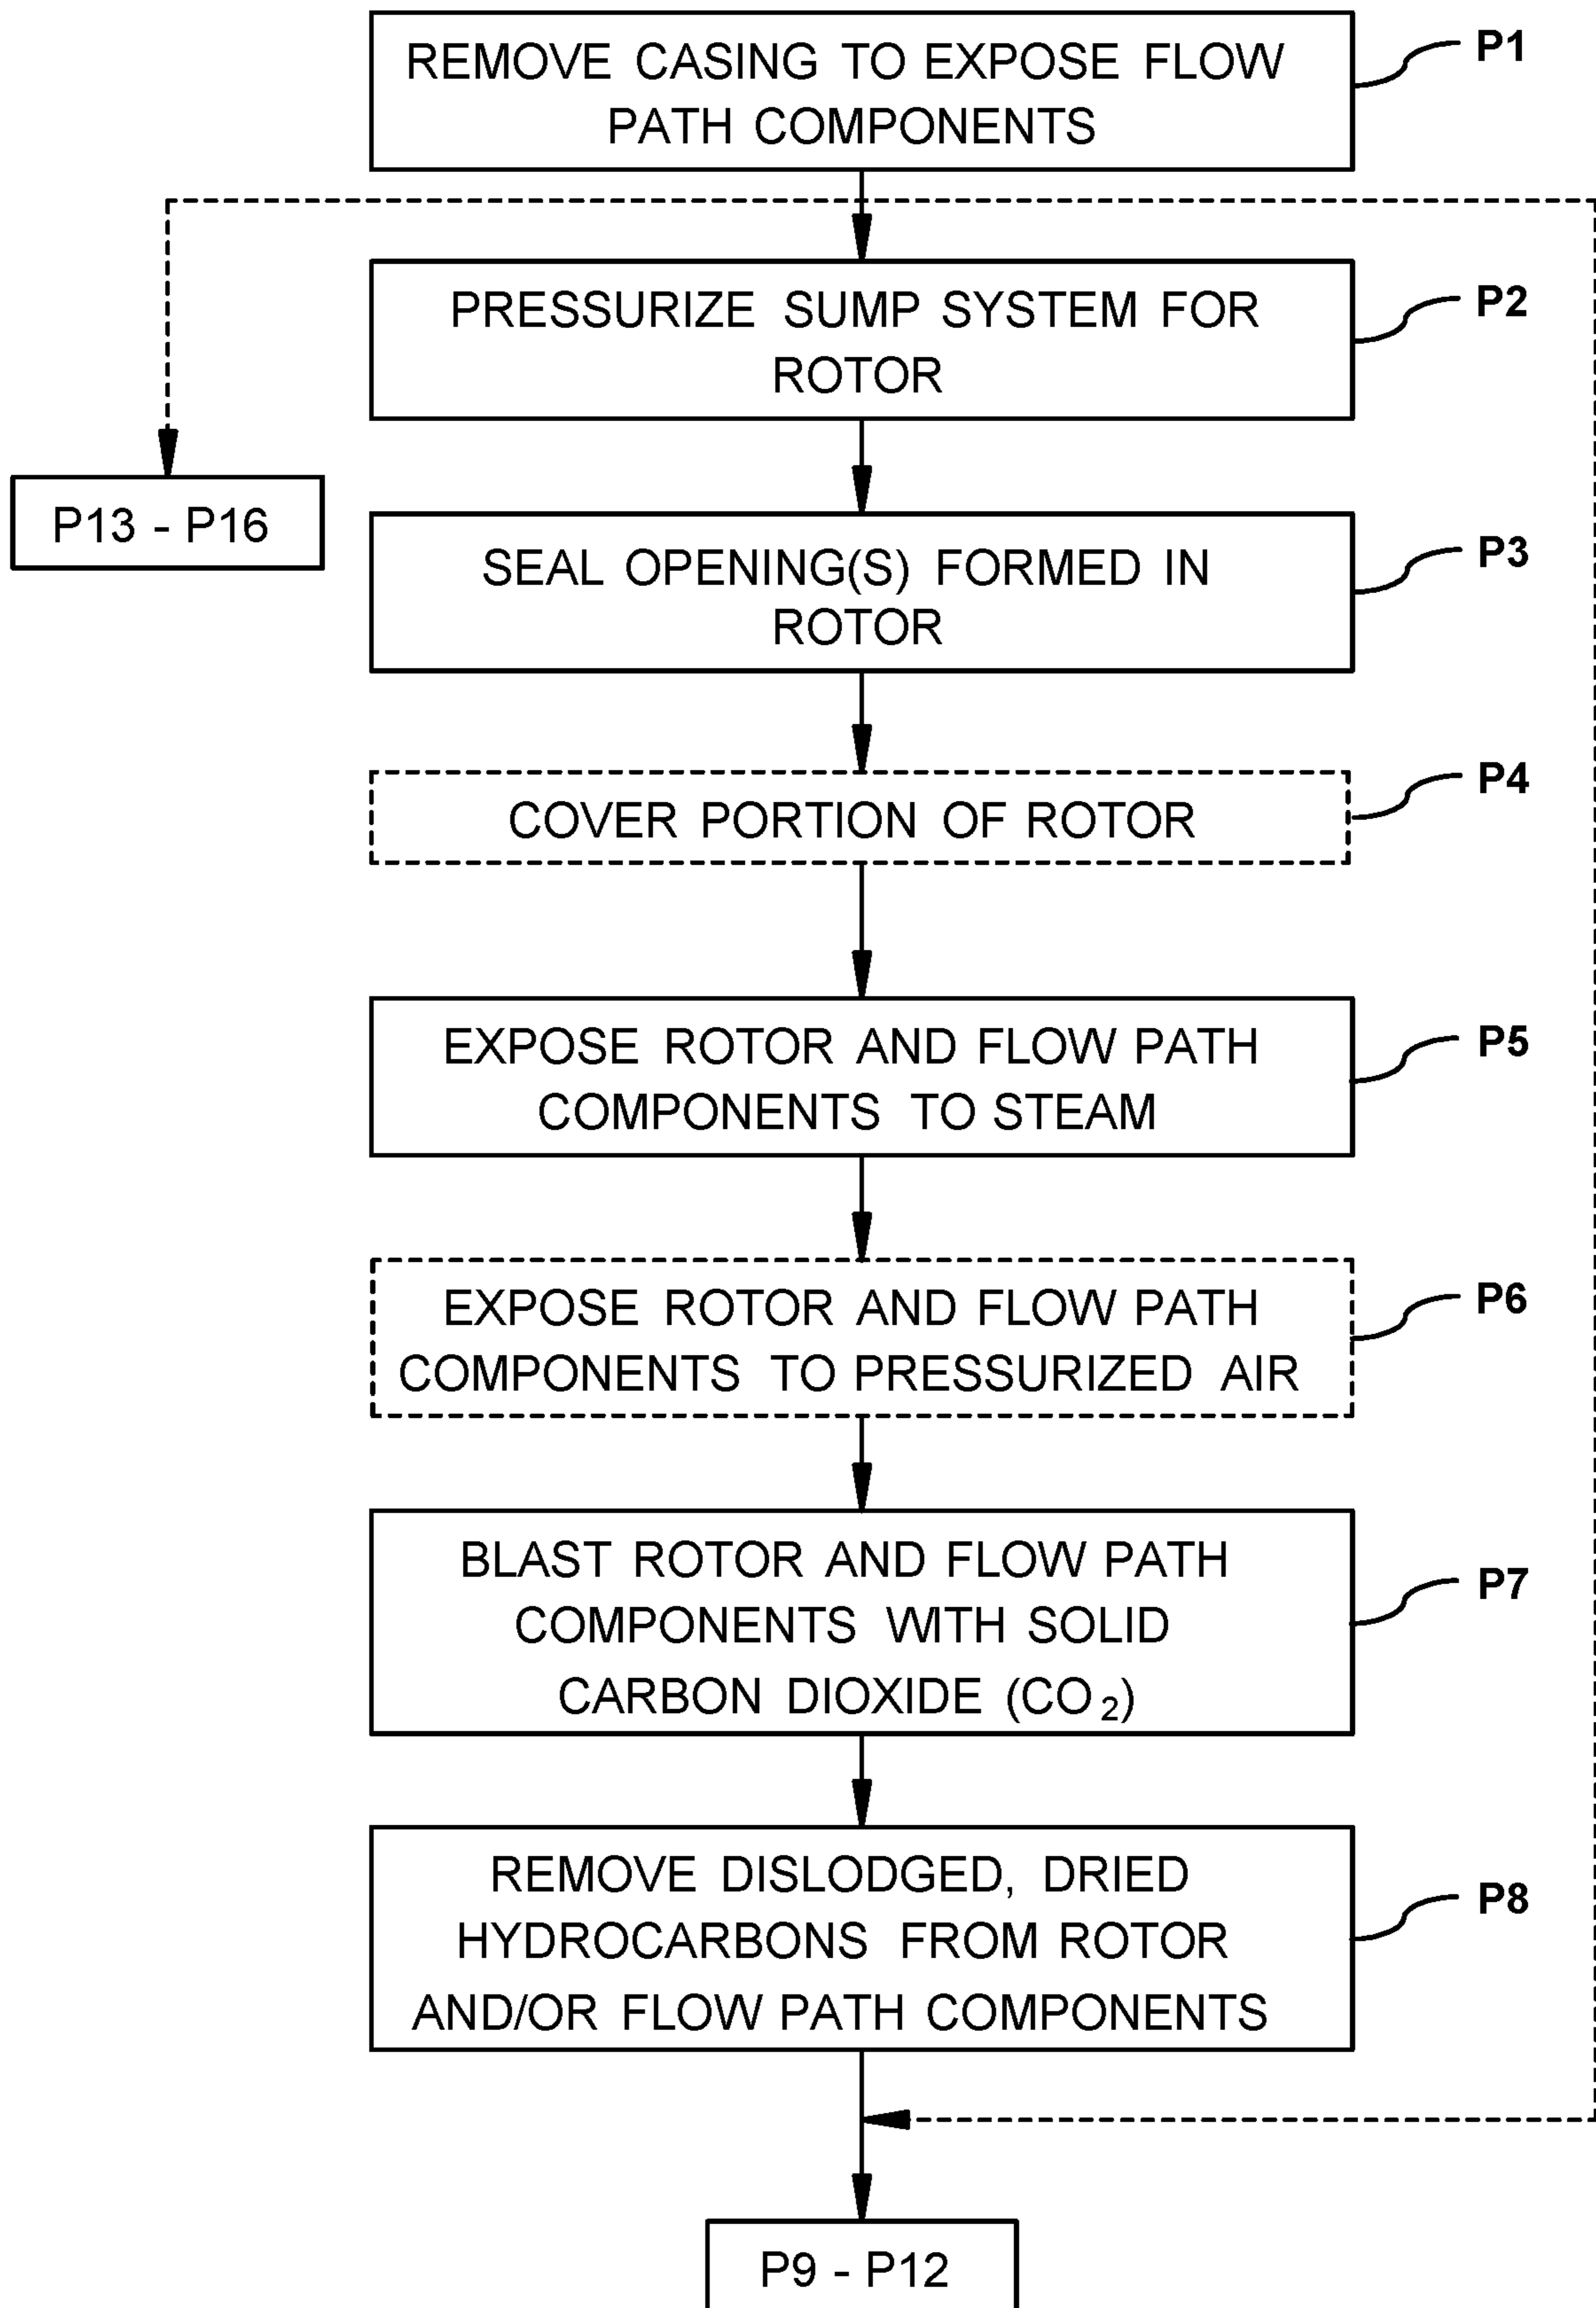 REMOVE CASING TO EXPOSE FLOW
PATH COMPONENTS
P1
PRESSURIZE SUMP SYSTEM FOR
ROTOR
P2
P13 - P16
SEAL OPENING(S) FORMED IN
ROTOR
P3
COVER PORTION OF ROTOR
P4
EXPOSE ROTOR AND FLOW PATH
COMPONENTS TO STEAM
P5
EXPOSE ROTOR AND FLOW PATH
COMPONENTS TO PRESSURIZED AIR
P6
BLAST ROTOR AND FLOW PATH
COMPONENTS WITH SOLID
CARBON DIOXIDE (CO₂)
P7
REMOVE DISLODGED, DRIED
HYDROCARBONS FROM ROTOR
AND/OR FLOW PATH COMPONENTS
P8
P9 - P12